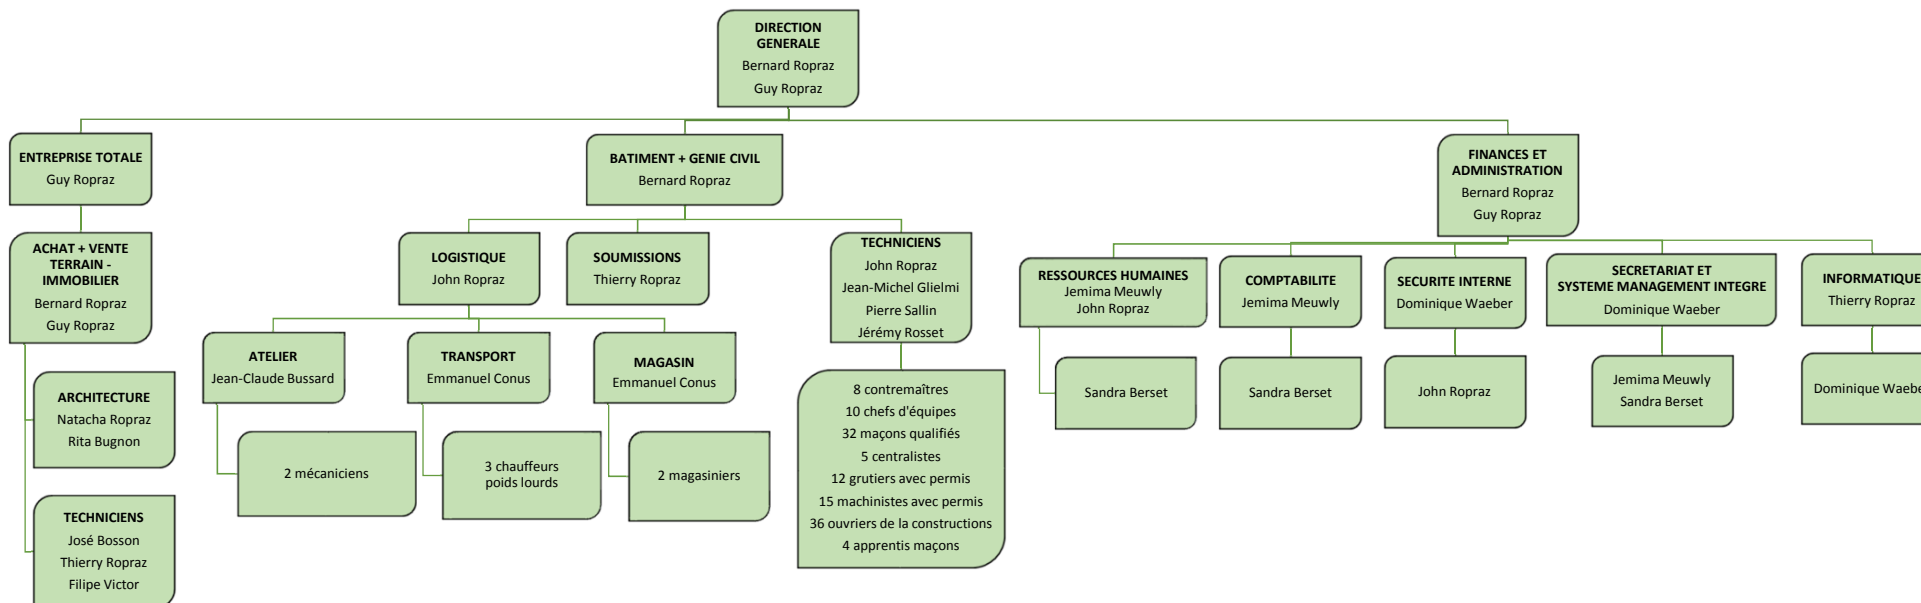 DIRECTION
GENERALE
Bernard Ropraz
Guy Ropraz
ENTREPRISE TOTALE
Guy Ropraz
BATIMENT + GENIE CIVIL
Bernard Ropraz
FINANCES ET
ADMINISTRATION
Bernard Ropraz
Guy Ropraz
ACHAT + VENTE
TERRAIN -
IMMOBILIER
Bernard Ropraz
Guy Ropraz
LOGISTIQUE
John Ropraz
SOUMISSIONS
Thierry Ropraz
TECHNICIENS
John Ropraz
Jean-Michel Glielmi
Pierre Sallin
Jérémy Rosset
RESSOURCES HUMAINES
Jemima Meuwly
John Ropraz
COMPTABILITE
Jemima Meuwly
SECURITE INTERNE
Dominique Waeber
SECRETARIAT ET
SYSTEME MANAGEMENT INTEGRE
Dominique Waeber
INFORMATIQUE
Thierry Ropraz
ATELIER
Jean-Claude Bussard
TRANSPORT
Emmanuel Conus
MAGASIN
Emmanuel Conus
Sandra Berset
Sandra Berset
John Ropraz
Jemima Meuwly
Sandra Berset
Dominique Waebe
ARCHITECTURE
Natacha Ropraz
Rita Bugnon
2 mécaniciens
3 chauffeurs
poids lourds
2 magasiniers
8 contremaîtres
10 chefs d'équipes
32 maçons qualifiés
5 centralistes
12 grutiers avec permis
15 machinistes avec permis
36 ouvriers de la constructions
4 apprentis maçons
TECHNICIENS
José Bosson
Thierry Ropraz
Filipe Victor